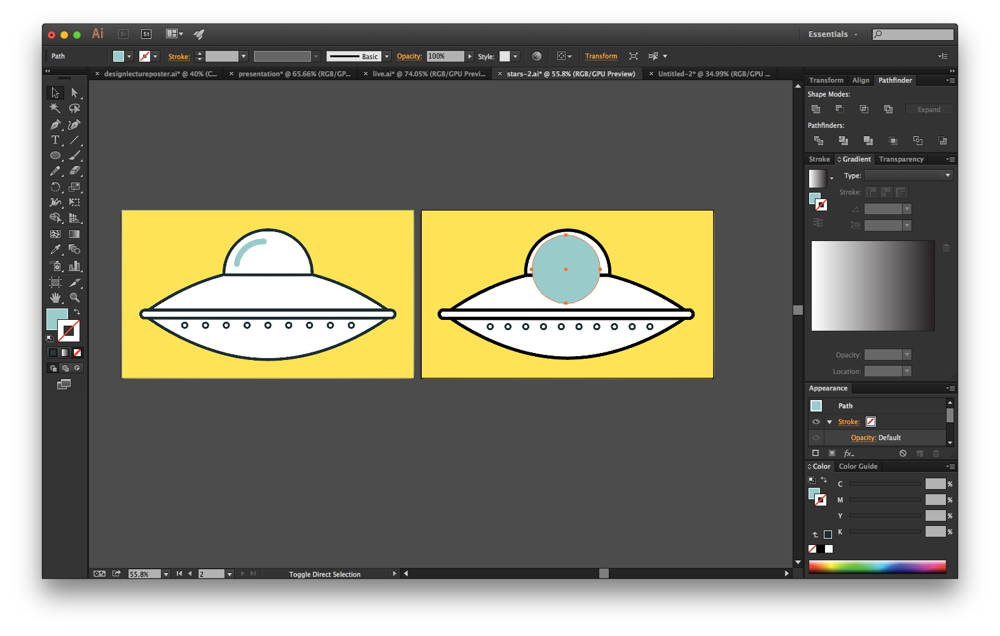 Ai Br St Essentials
Path Stroke: Basic Opacity: 100% Style: Transform
× designlectureposter.ai* @ 40% (C... × presentation* @ 65.66% (RGB/GP... × live.ai* @ 74.05% (RGB/GPU Previ... × stars-2.ai* @ 55.8% (RGB/GPU Preview) × Untitled-2* @ 34.99% (RGB/GPU ...
Transform Align Pathfinder
Shape Modes:
Expand
Pathfinders:
Stroke Gradient Transparency
Type:
Stroke:
Opacity:
Location:
Appearance
Path
Stroke:
Opacity: Default
fx
Color Color Guide
C %
M %
Y %
K %
T
55.8% 2 Toggle Direct Selection